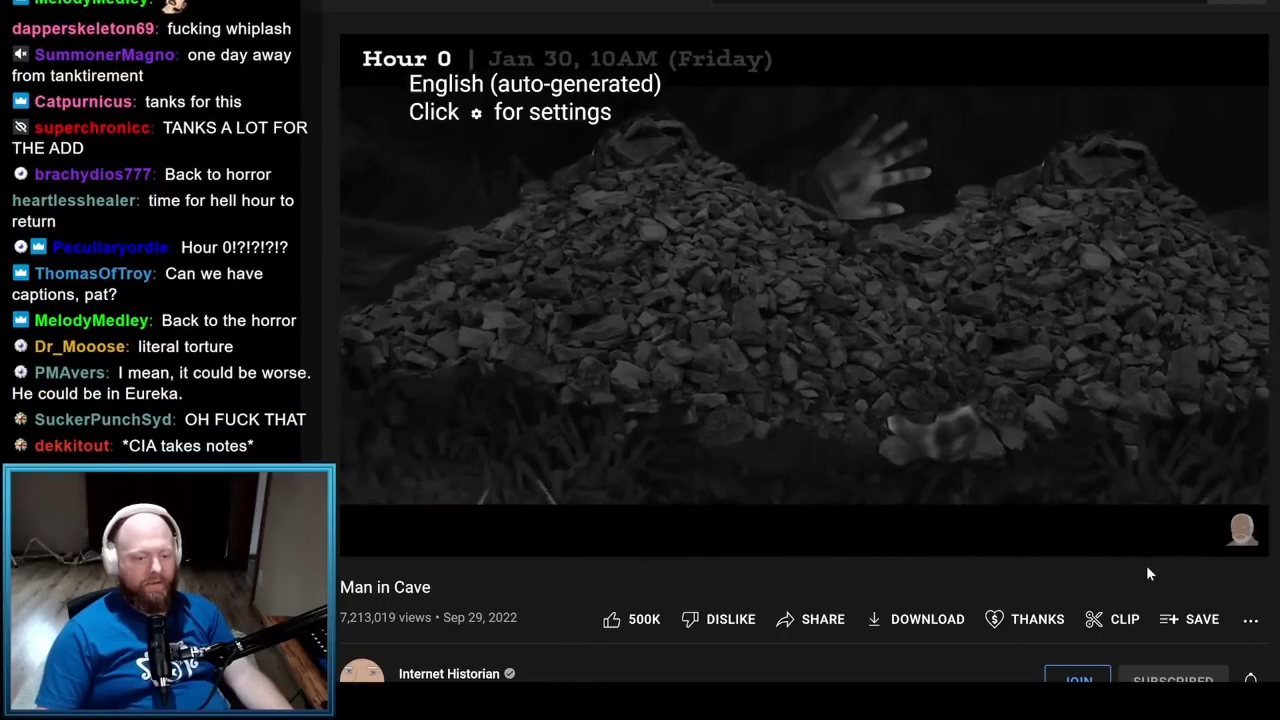 MelodyMedley:
dapperskeleton69: fucking whiplash
SummonerMagno: one day away
from tanktirement
Catpurnicus: tanks for this
superchronicc: TANKS A LOT FOR
THE ADD
brachydios777: Back to horror
heartlesshealer: time for hell hour to
return
Peculiaryordle: Hour 0!?!?!?!?
ThomasOfTroy: Can we have
captions, pat?
MelodyMedley: Back to the horror
Dr_Mooose: literal torture
PMAvers: I mean, it could be worse.
He could be in Eureka.
SuckerPunchSyd: OH FUCK THAT
dekkitout: *CIA takes notes*
Hour 0 | Jan 30, 10AM (Friday)
English (auto-generated)
Click for settings
Man in Cave
7,213,019 views • Sep 29, 2022
500K
DISLIKE
SHARE
DOWNLOAD
THANKS
CLIP
SAVE
Internet Historian
JOIN
SUBSCRIBED